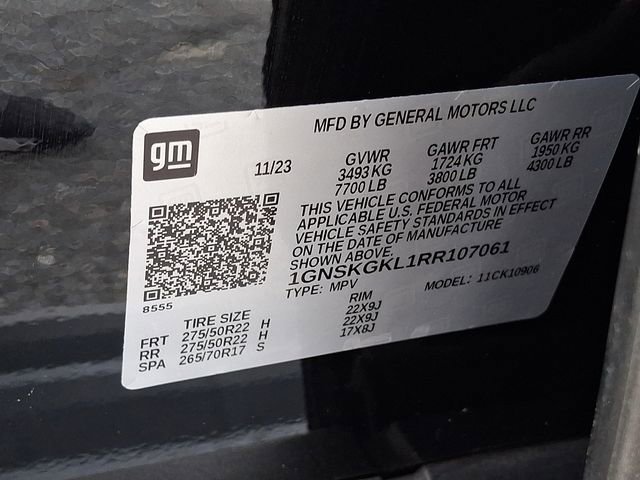 MFD BY GENERAL MOTORS LLC
gm
11/23
GVWR GAWR FRT GAWR RR
3493 KG 1724 KG 1950 KG
7700 LB 3800 LB 4300 LB
THIS VEHICLE CONFORMS TO ALL
APPLICABLE U.S. FEDERAL MOTOR
VEHICLE SAFETY STANDARDS IN EFFECT
ON THE DATE OF MANUFACTURE
SHOWN ABOVE.
1GNSKGKL1RR107061
TYPE: MPV MODEL: 11CK10906
8555
TIRE SIZE RIM
FRT 275/50R22 H 22X9J
RR 275/50R22 H 22X9J
SPA 265/70R17 S 17X8J